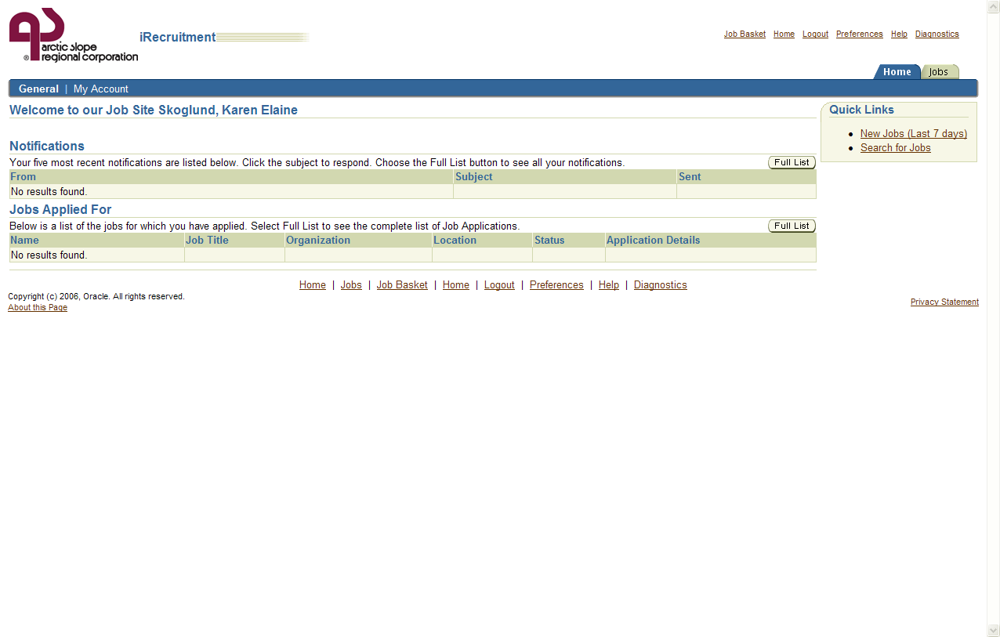 arctic slope
® regional corporation
iRecruitment
Job Basket Home Logout Preferences Help Diagnostics
Home Jobs
General | My Account
Welcome to our Job Site Skoglund, Karen Elaine
Quick Links
New Jobs (Last 7 days)
Search for Jobs
Notifications
Your five most recent notifications are listed below. Click the subject to respond. Choose the Full List button to see all your notifications. Full List
From Subject Sent
No results found.
Jobs Applied For
Below is a list of the jobs for which you have applied. Select Full List to see the complete list of Job Applications. Full List
Name Job Title Organization Location Status Application Details
No results found.
Home | Jobs | Job Basket | Home | Logout | Preferences | Help | Diagnostics
Copyright (c) 2006, Oracle. All rights reserved.
About this Page
Privacy Statement